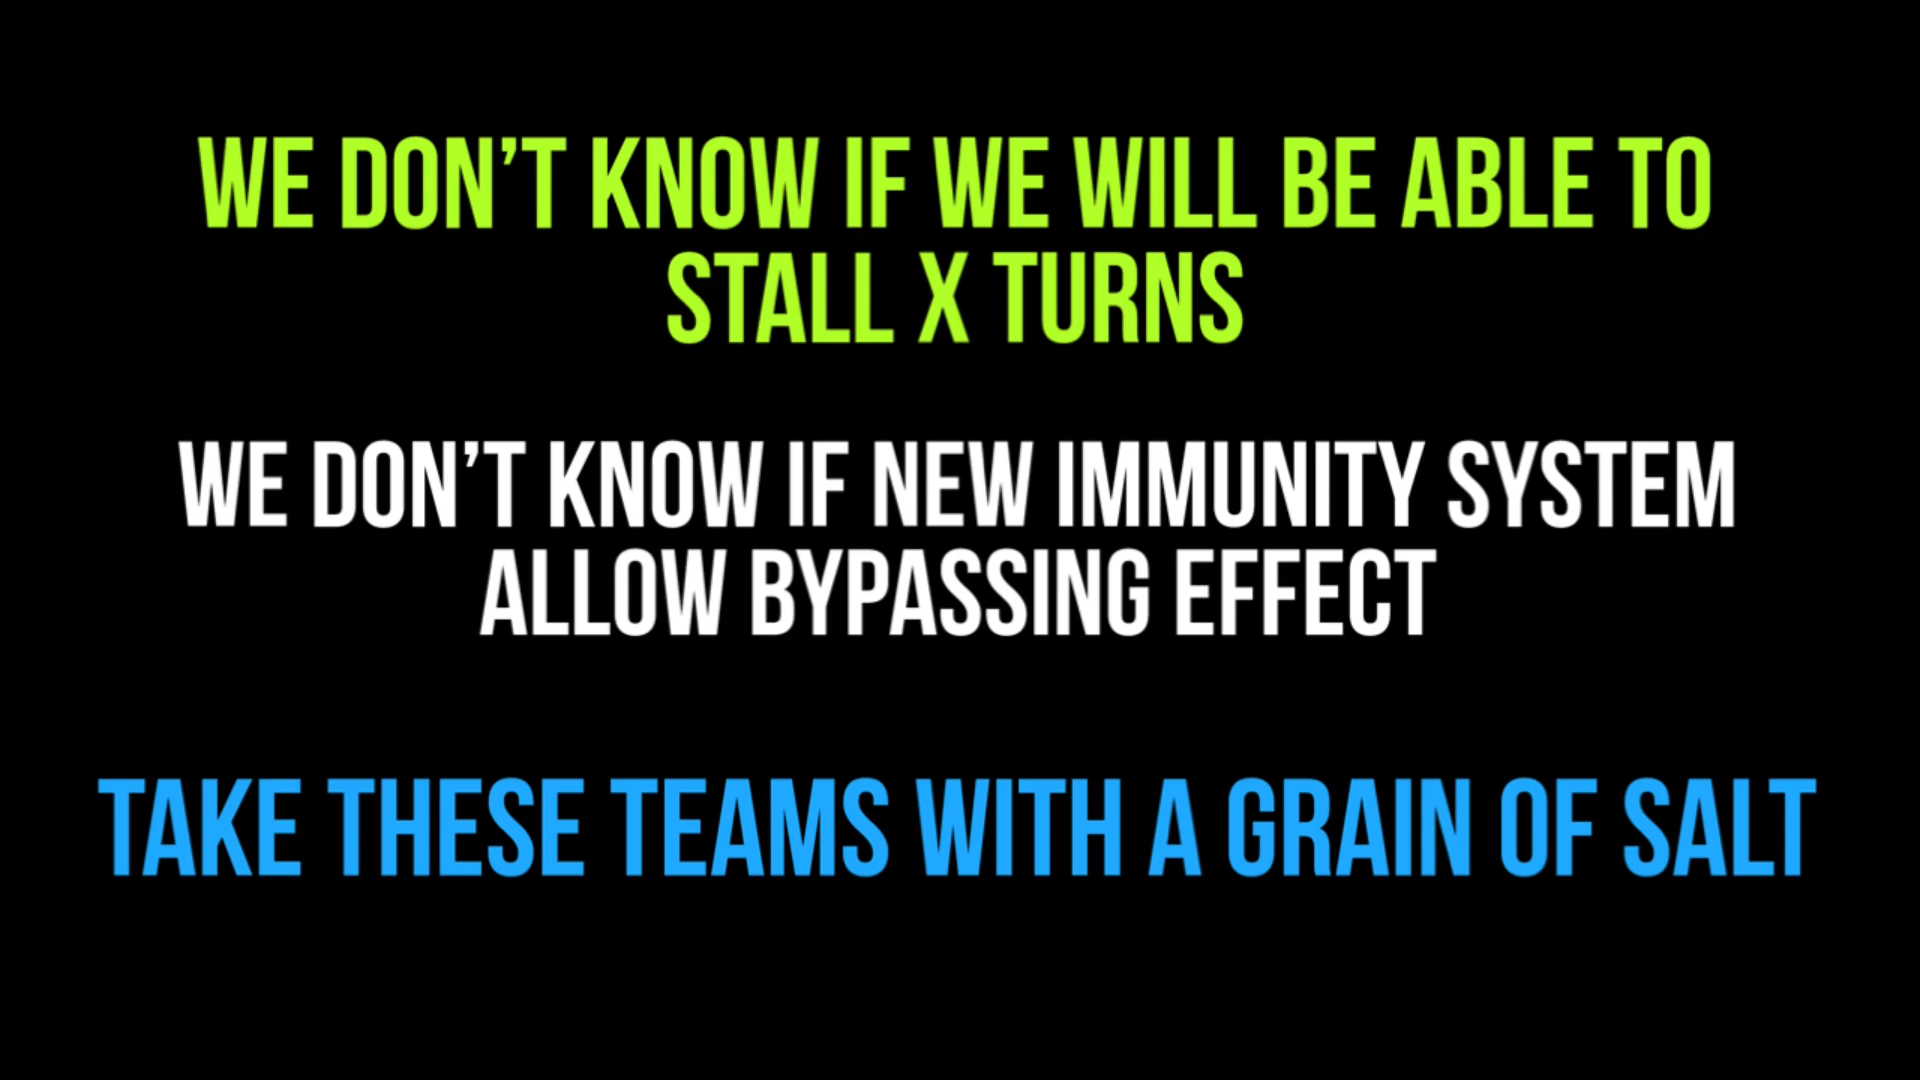 WE DON'T KNOW IF WE WILL BE ABLE TO
STALL X TURNS
WE DON'T KNOW IF NEW IMMUNITY SYSTEM
ALLOW BYPASSING EFFECT
TAKE THESE TEAMS WITH A GRAIN OF SALT